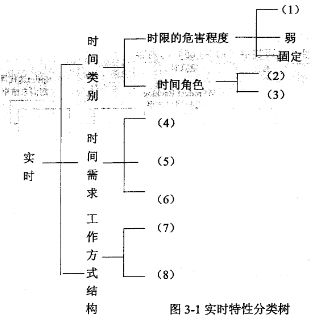 实时
时间类别
时限的危害程度
(1)
弱
固定
时间角色
(2)
(3)
时间需求
(4)
(5)
(6)
工作方式结构
(7)
(8)
图 3-1 实时特性分类树